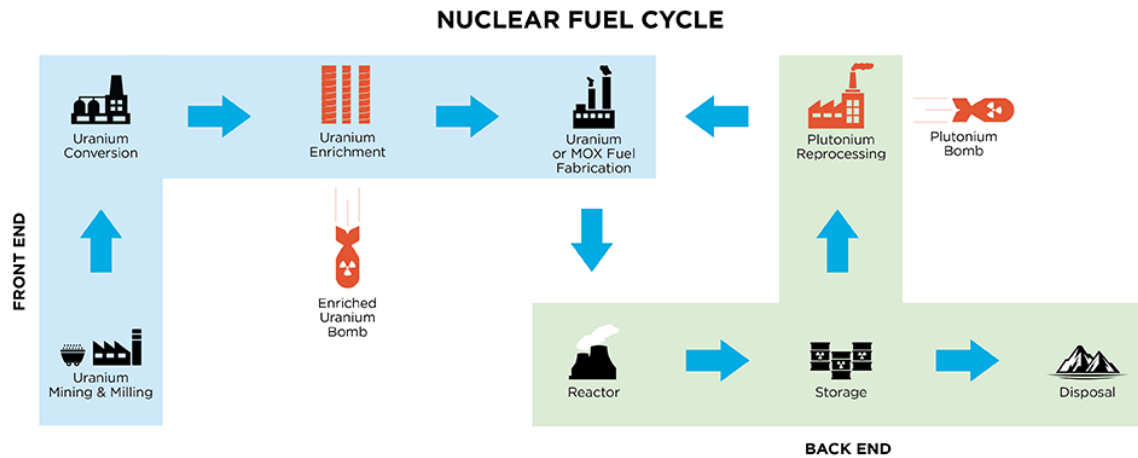 NUCLEAR FUEL CYCLE
Uranium
Conversion
Uranium
Enrichment
Uranium
or MOX Fuel
Fabrication
Plutonium
Reprocessing
Plutonium
Bomb
FRONT END
Enriched
Uranium
Bomb
Uranium
Mining & Milling
Reactor
Storage
Disposal
BACK END